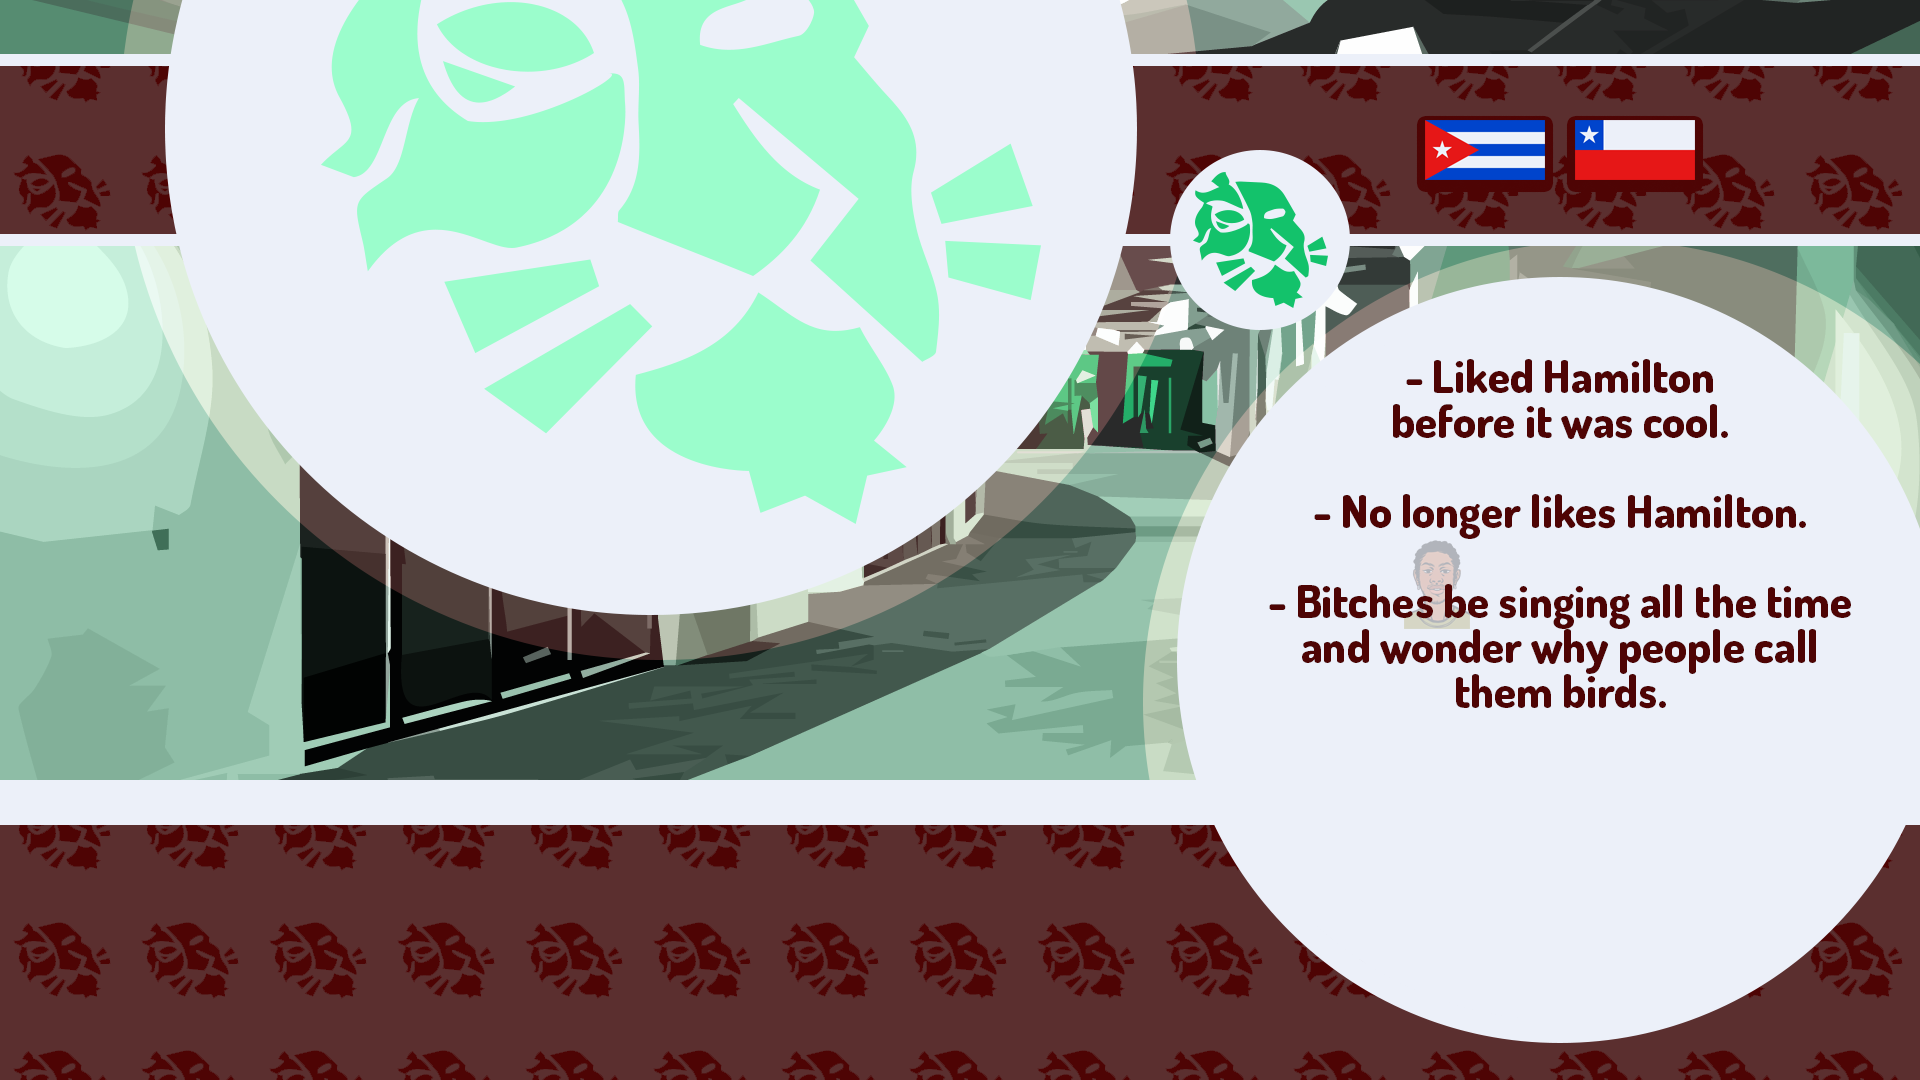 - Liked Hamilton
before it was cool.
- No longer likes Hamilton.
- Bitches be singing all the time
and wonder why people call
them birds.